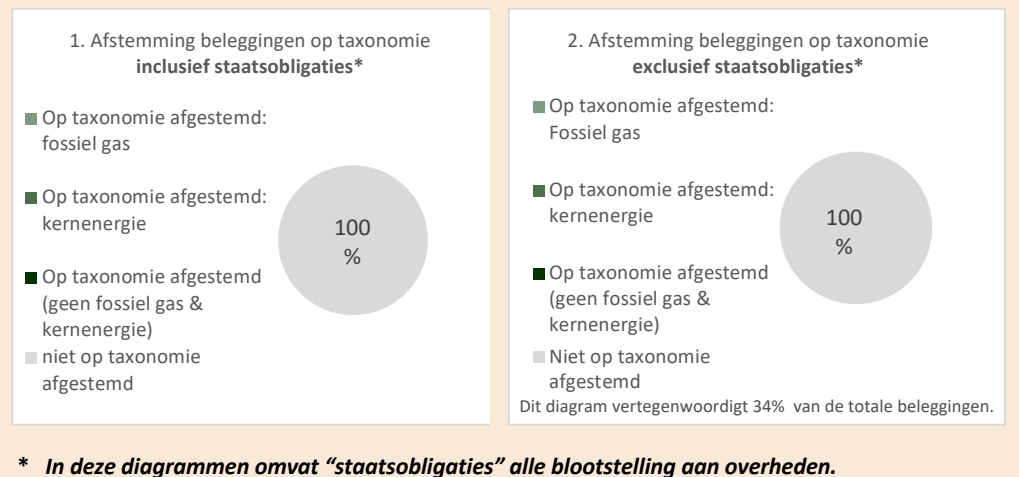 1. Afstemming beleggingen op taxonomie
inclusief staatsobligaties*
Op taxonomie afgestemd:
fossiel gas
Op taxonomie afgestemd:
kernenergie
Op taxonomie afgestemd
(geen fossiel gas &
kernenergie)
niet op taxonomie
afgestemd
100
%
2. Afstemming beleggingen op taxonomie
exclusief staatsobligaties*
Op taxonomie afgestemd:
Fossiel gas
Op taxonomie afgestemd:
kernenergie
Op taxonomie afgestemd
(geen fossiel gas &
kernenergie)
Niet op taxonomie
afgestemd
100
%
Dit diagram vertegenwoordigt 34% van de totale beleggingen.
* In deze diagrammen omvat “staatsobligaties” alle blootstelling aan overheden.